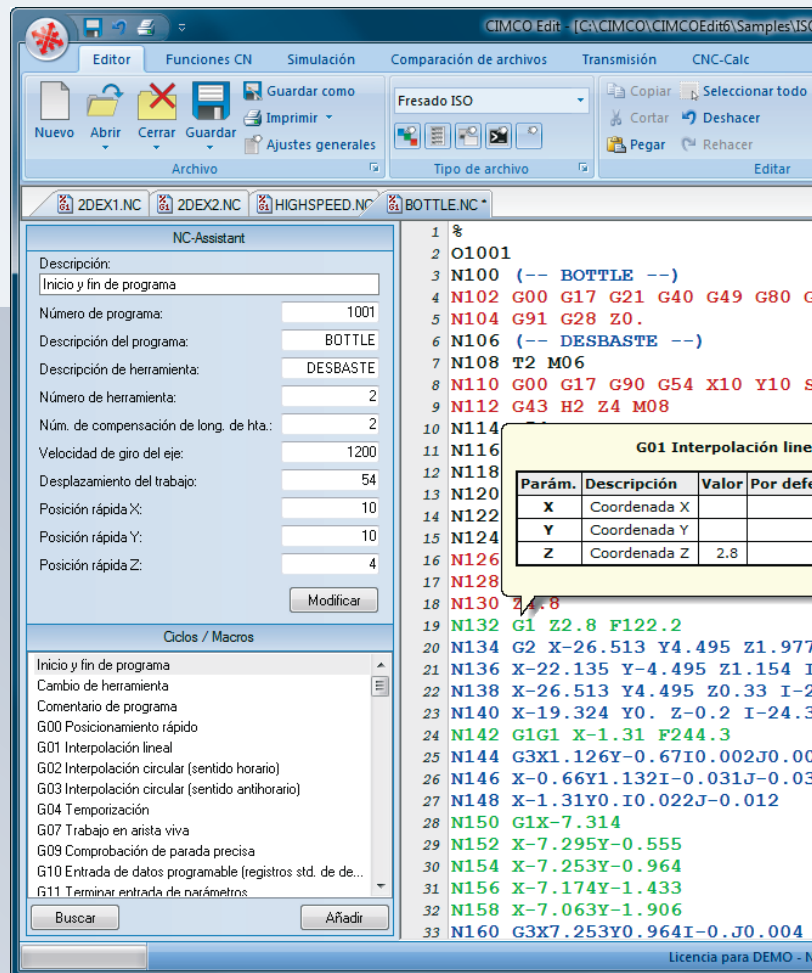 CIMCO Edit - [C:\CIMCO\CIMCOEdit6\Samples\ISO
Editor Funciones CN Simulación Comparación de archivos Transmisión CNC-Calc
Nuevo Abrir Cerrar Guardar
Guardar como
Imprimir
Ajustes generales
Archivo
Fresado ISO
Tipo de archivo
Copiar Seleccionar todo
Cortar Deshacer
Pegar Rehacer
Editar
2DEX1.NC 2DEX2.NC HIGHSPEED.NC BOTTLE.NC *
NC-Assistant
Descripción:
Inicio y fin de programa
Número de programa: 1001
Descripción del programa: BOTTLE
Descripción de herramienta: DESBASTE
Número de herramienta: 2
Núm. de compensación de long. de hta.: 2
Velocidad de giro del eje: 1200
Desplazamiento del trabajo: 54
Posición rápida X: 10
Posición rápida Y: 10
Posición rápida Z: 4
Modificar
Ciclos / Macros
Inicio y fin de programa
Cambio de herramienta
Comentario de programa
G00 Posicionamiento rápido
G01 Interpolación lineal
G02 Interpolación circular (sentido horario)
G03 Interpolación circular (sentido antihorario)
G04 Temporización
G07 Trabajo en arista viva
G09 Comprobación de parada precisa
G10 Entrada de datos programable (registros std. de de...
G11 Terminar entrada de parámetros
Buscar Añadir
1 %
2 O1001
3 N100 (-- BOTTLE --)
4 N102 G00 G17 G21 G40 G49 G80 G
5 N104 G91 G28 Z0.
6 N106 (-- DESBASTE --)
7 N108 T2 M06
8 N110 G00 G17 G90 G54 X10 Y10 S
9 N112 G43 H2 Z4 M08
10 N114
11 N116
12 N118
13 N120
14 N122
15 N124
16 N126
17 N128
18 N130 Z4.8
19 N132 G1 Z2.8 F122.2
20 N134 G2 X-26.513 Y4.495 Z1.977
21 N136 X-22.135 Y-4.495 Z1.154 I
22 N138 X-26.513 Y4.495 Z0.33 I-2
23 N140 X-19.324 Y0. Z-0.2 I-24.3
24 N142 G1G1 X-1.31 F244.3
25 N144 G3X1.126Y-0.67I0.002J0.00
26 N146 X-0.66Y1.132I-0.031J-0.03
27 N148 X-1.31Y0.I0.022J-0.012
28 N150 G1X-7.314
29 N152 X-7.295Y-0.555
30 N154 X-7.253Y-0.964
31 N156 X-7.174Y-1.433
32 N158 X-7.063Y-1.906
33 N160 G3X7.253Y0.964I-0.J0.004
G01 Interpolación line
Parám. Descripción Valor Por defe
X Coordenada X
Y Coordenada Y
Z Coordenada Z 2.8
Licencia para DEMO - N